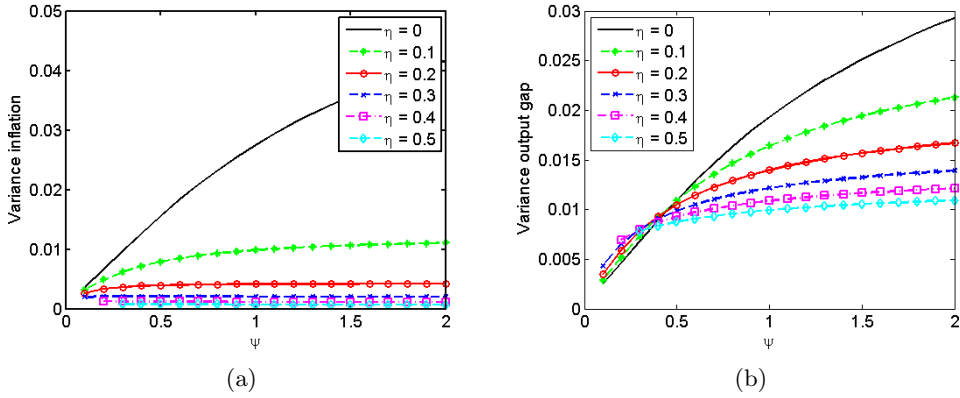 0.05
0.04
0.03
0.02
0.01
0
Variance inflation
0
0.5
1
1.5
2
ψ
η = 0
η = 0.1
η = 0.2
η = 0.3
η = 0.4
η = 0.5
(a)
0.03
0.025
0.02
0.015
0.01
0.005
0
Variance output gap
0
0.5
1
1.5
2
ψ
η = 0
η = 0.1
η = 0.2
η = 0.3
η = 0.4
η = 0.5
(b)